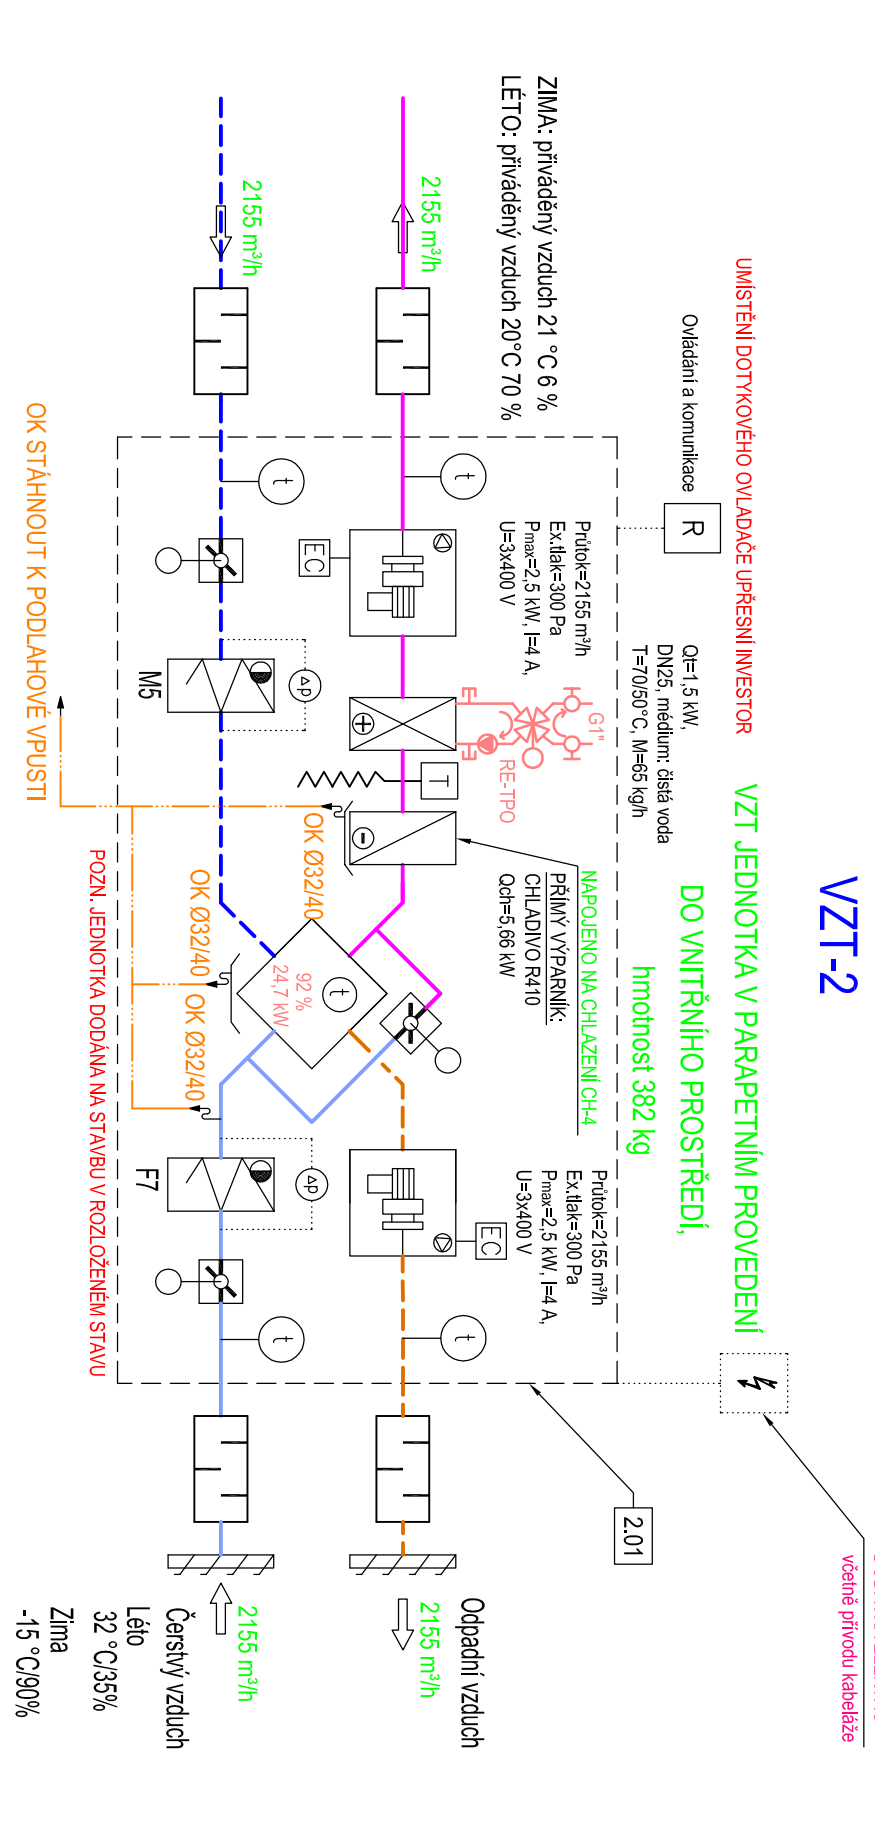 VZT-2
VZT JEDNOTKA V PARAPETNÍM PROVEDENÍ
DO VNITŘNÍHO PROSTŘEDÍ,
hmotnost 382 kg
UMÍSTĚNÍ DOTYKOVÉHO OVLADAČE UPŘESNÍ INVESTOR
Ovládání a komunikace
R
včetně přívodu kabeláže
2.01
Qt=1,5 kW,
DN25, médium: čistá voda
T=70/50°C, M=65 kg/h
G1"
RE-TPO
Průtok=2155 m³/h
Ex.tlak=300 Pa
Pmax=2,5 kW, I=4 A,
U=3x400 V
NAPOJENO NA CHLAZENÍ CH-4
PŘÍMÝ VÝPARNÍK:
CHLADIVO R410
Qch=5,66 kW
Průtok=2155 m³/h
Ex.tlak=300 Pa
Pmax=2,5 kW, I=4 A,
U=3x400 V
ZIMA: přiváděný vzduch 21 °C 6 %
LÉTO: přiváděný vzduch 20°C 70 %
2155 m³/h
t
EC
T
EC
t
Odpadní vzduch
2155 m³/h
OK Ø32/40
t
92 %
24,7 kW
2155 m³/h
t
Δp
M5
OK Ø32/40
OK Ø32/40
Δp
F7
t
2155 m³/h
Čerstvý vzduch
Léto
32 °C/35%
Zima
-15 °C/90%
POZN. JEDNOTKA DODÁNA NA STAVBU V ROZLOŽENÉM STAVU
OK STÁHNOUT K PODLAHOVÉ VPUSTI